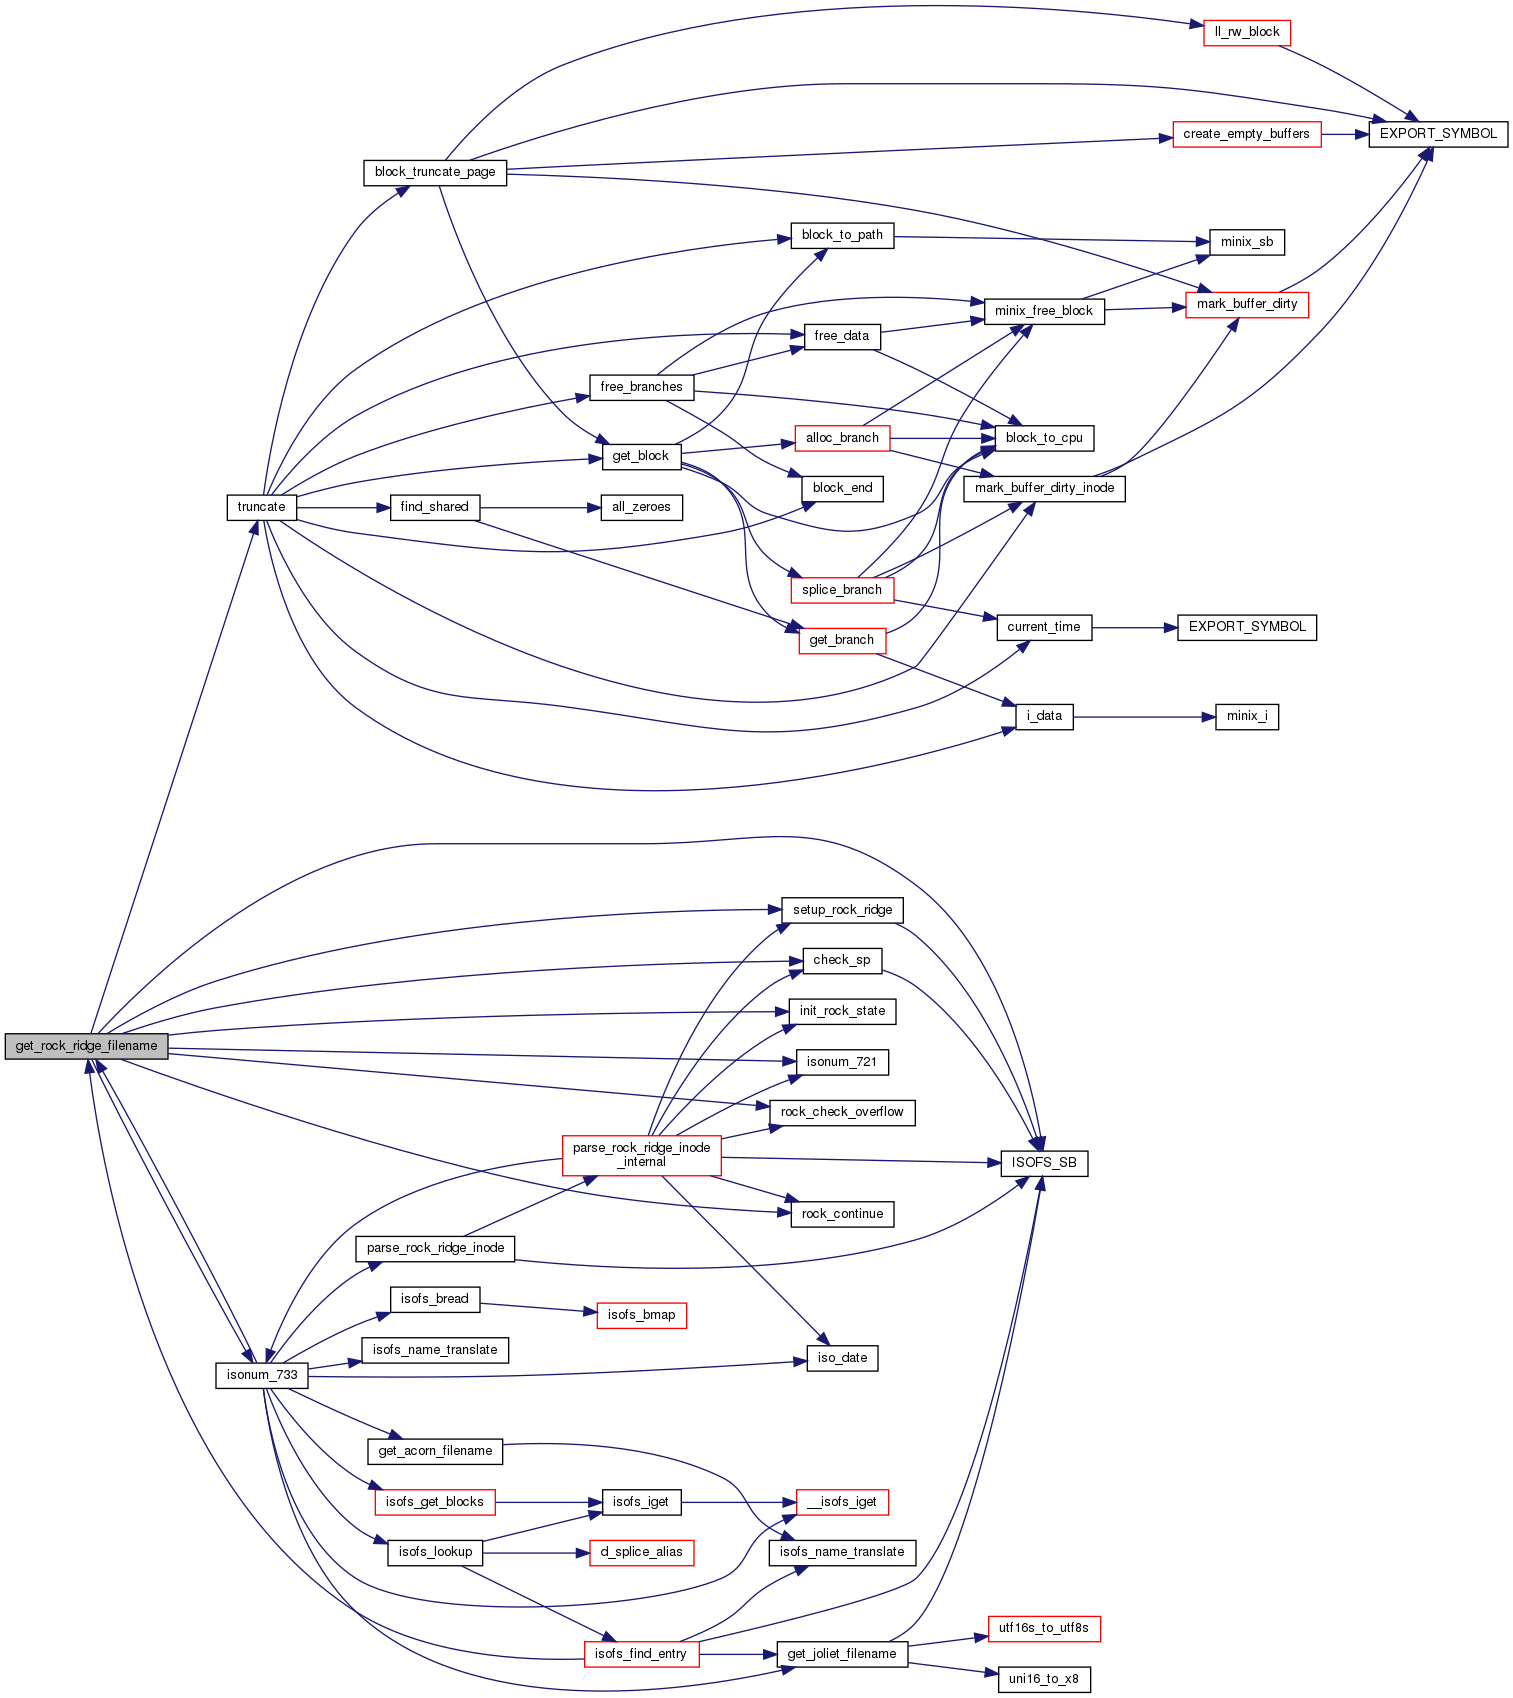 ll_rw_block
EXPORT_SYMBOL
create_empty_buffers
block_truncate_page
block_to_path
minix_sb
mark_buffer_dirty
minix_free_block
free_data
free_branches
alloc_branch
block_to_cpu
get_block
block_end
mark_buffer_dirty_inode
truncate
find_shared
all_zeroes
splice_branch
current_time
EXPORT_SYMBOL
get_branch
i_data
minix_i
setup_rock_ridge
check_sp
init_rock_state
get_rock_ridge_filename
isonum_721
rock_check_overflow
parse_rock_ridge_inode
_internal
ISOFS_SB
rock_continue
parse_rock_ridge_inode
isofs_bread
isofs_bmap
isofs_name_translate
iso_date
isonum_733
get_acorn_filename
isofs_get_blocks
isofs_iget
__isofs_iget
isofs_lookup
d_splice_alias
isofs_name_translate
utf16s_to_utf8s
isofs_find_entry
get_joliet_filename
uni16_to_x8